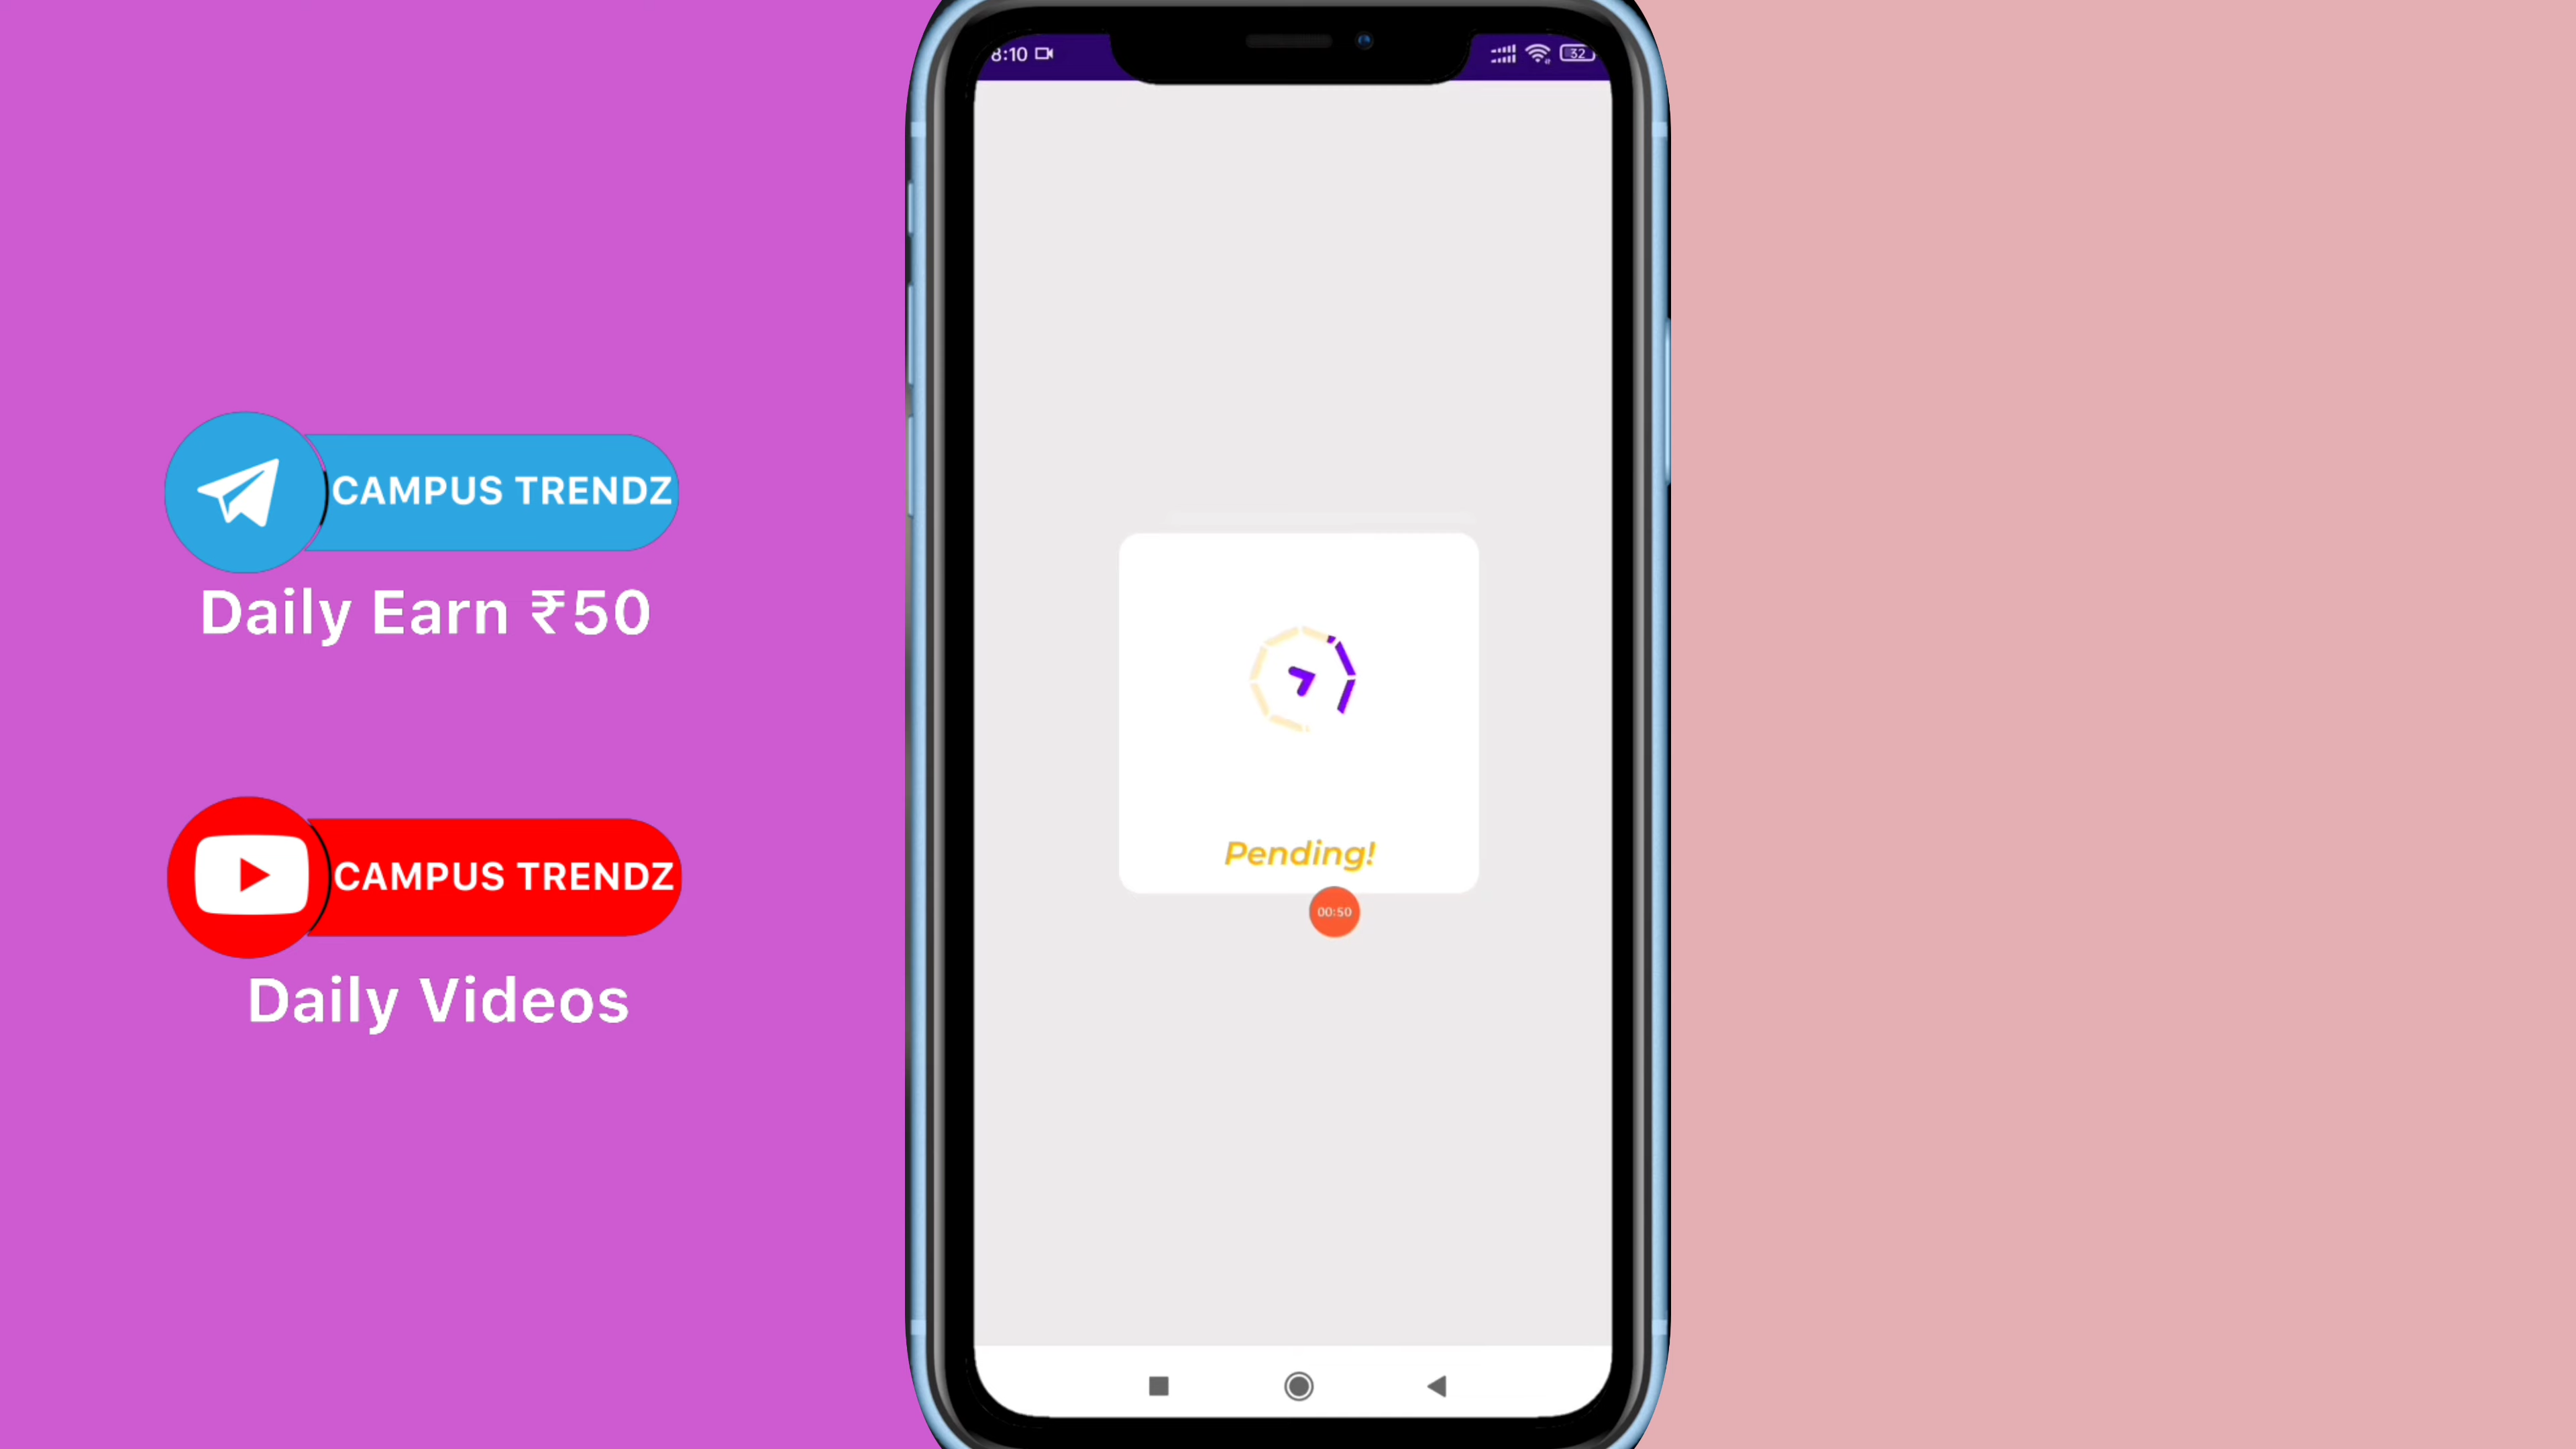 CAMPUS TRENDZ
Daily Earn ₹50
CAMPUS TRENDZ
Daily Videos
8:10
32
Pending!
00:50